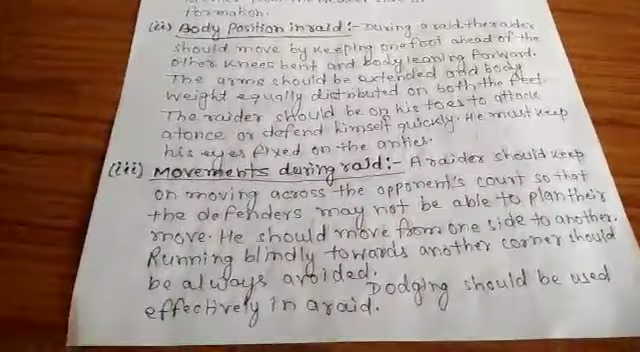 formation.
(ii) Body Position in raid :- During a raid, the raider
should move by keeping one foot ahead of the
other knees bent and body leaning forward.
The arms should be extended and body
weight equally distributed on both the feet.
The raider should be on his toes to attack
atonce or defend himself quickly. He must keep
his eyes fixed on the anties.
(iii) Movements during raid :- A raider should keep
on moving across the opponent's court so that
the defenders may not be able to plan their
move. He should move from one side to another.
Running blindly towards another corner should
be always avoided.
Dodging should be used
effectively in a raid.